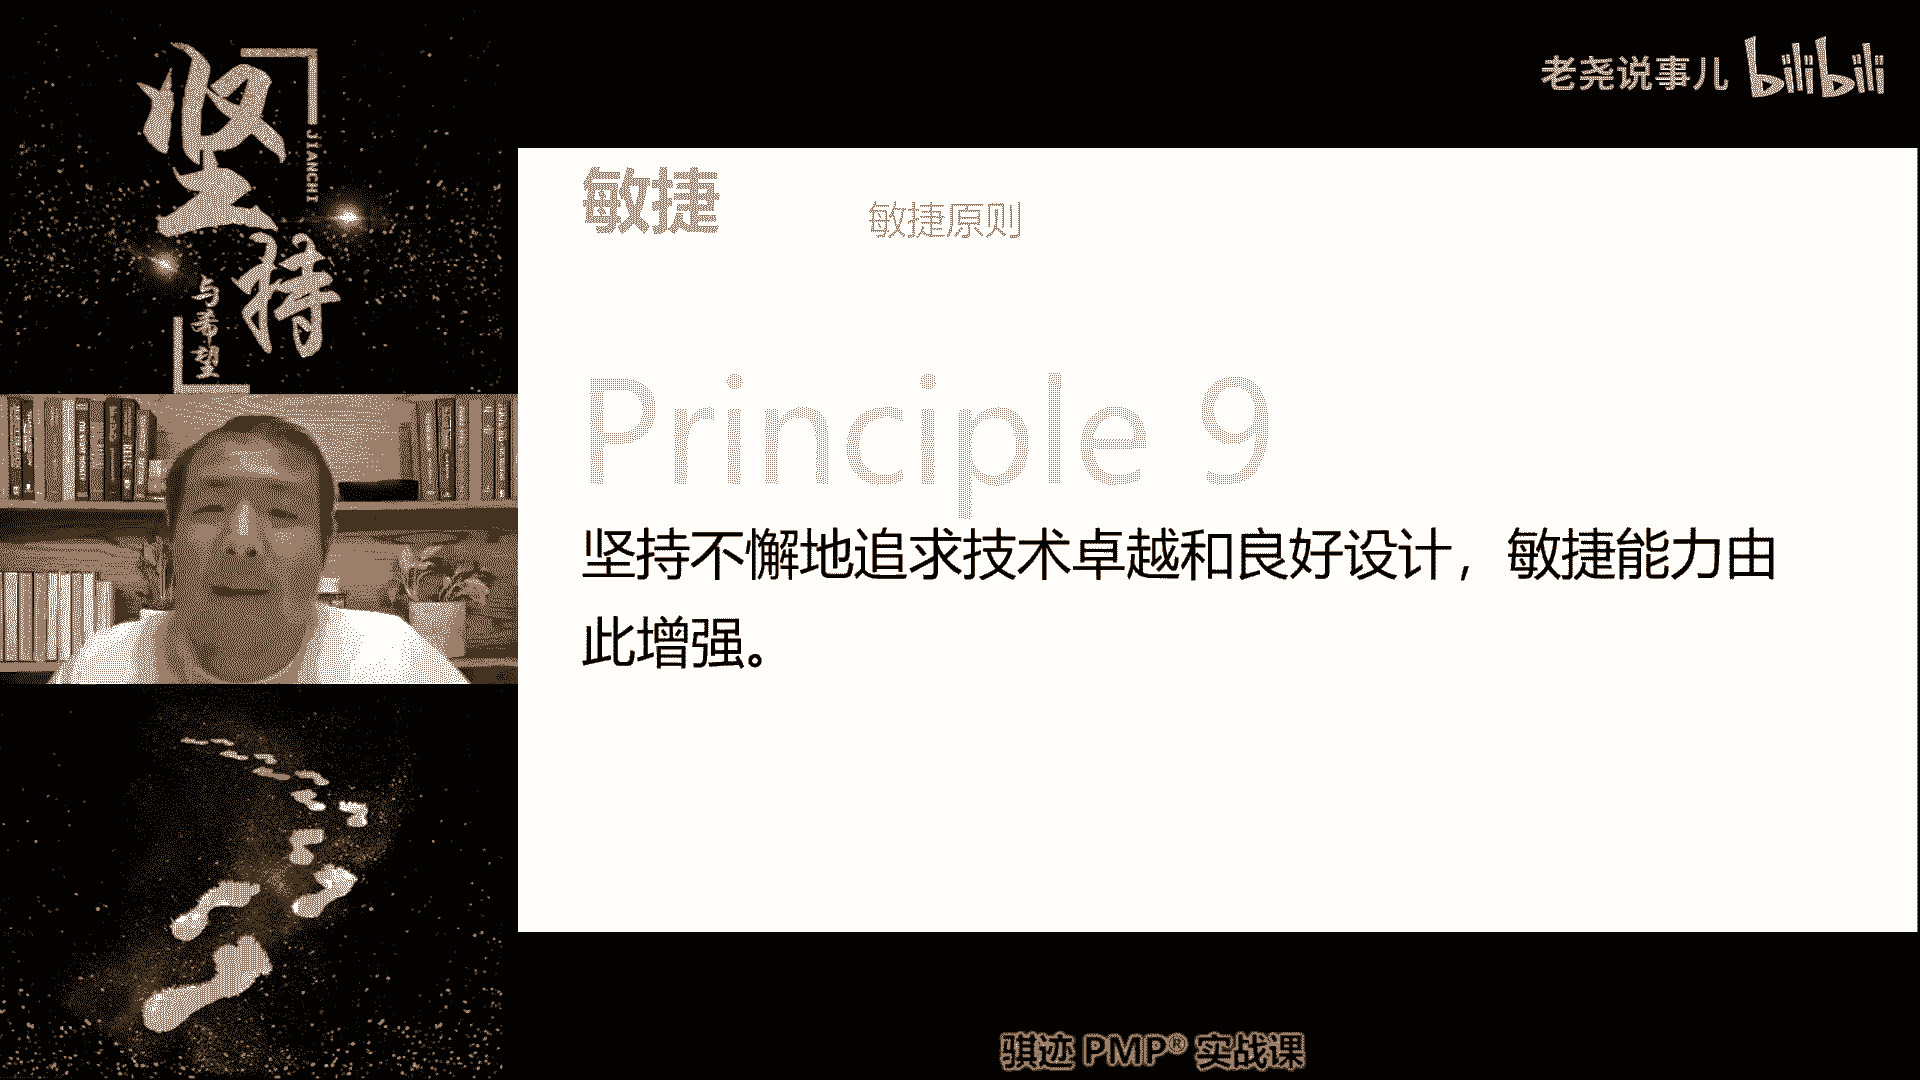 坚持
JIANCHI
与希望
老尧说事儿 bilibili
敏捷
敏捷原则
Principle 9
坚持不懈地追求技术卓越和良好设计，敏捷能力由
此增强。
骐迹 PMP® 实战课